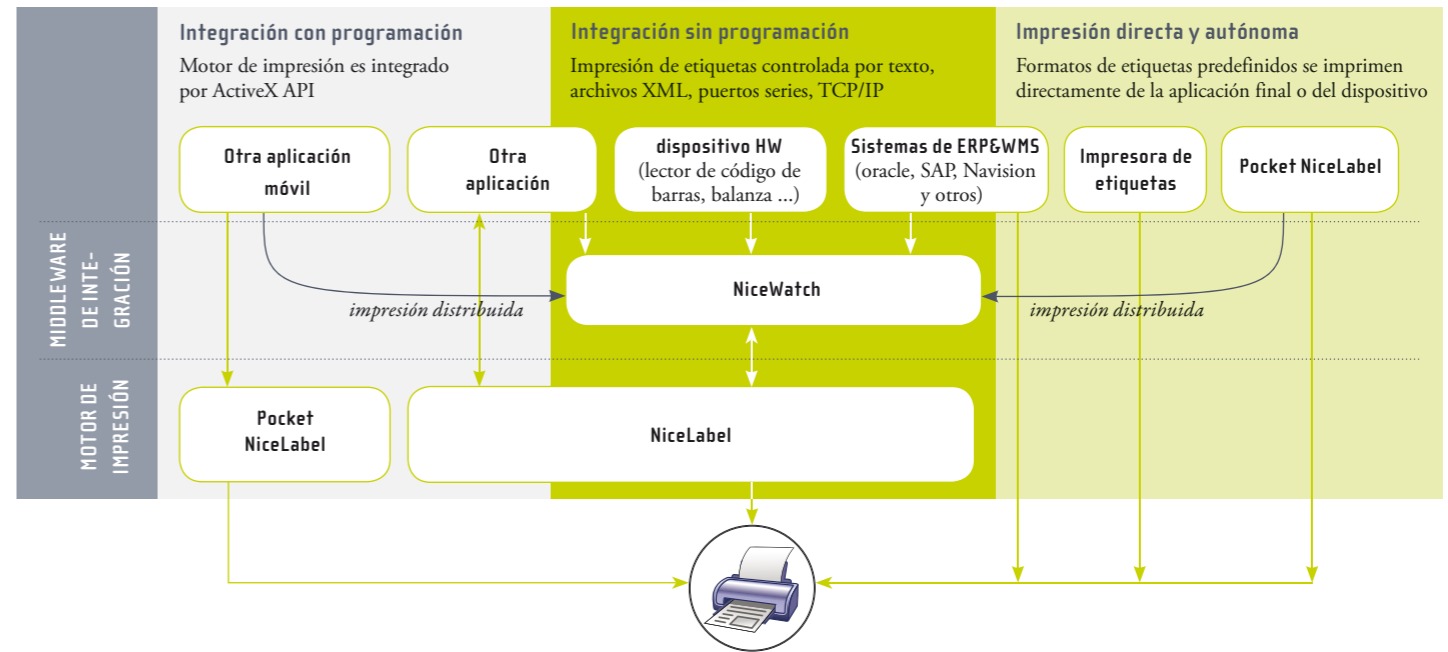 Integración con programación
Motor de impresión es integrado
por ActiveX API
Integración sin programación
Impresión de etiquetas controlada por texto,
archivos XML, puertos series, TCP/IP
Impresión directa y autónoma
Formatos de etiquetas predefinidos se imprimen
directamente de la aplicación final o del dispositivo
Otra aplicación
móvil
Otra
aplicación
dispositivo HW
(lector de código de
barras, balanza ...)
Sistemas de ERP&WMS
(oracle, SAP, Navision
y otros)
Impresora de
etiquetas
Pocket NiceLabel
MIDDLEWARE
DE INTE-
GRACIÓN
NiceWatch
impresión distribuida
impresión distribuida
MOTOR DE
IMPRESIÓN
Pocket
NiceLabel
NiceLabel